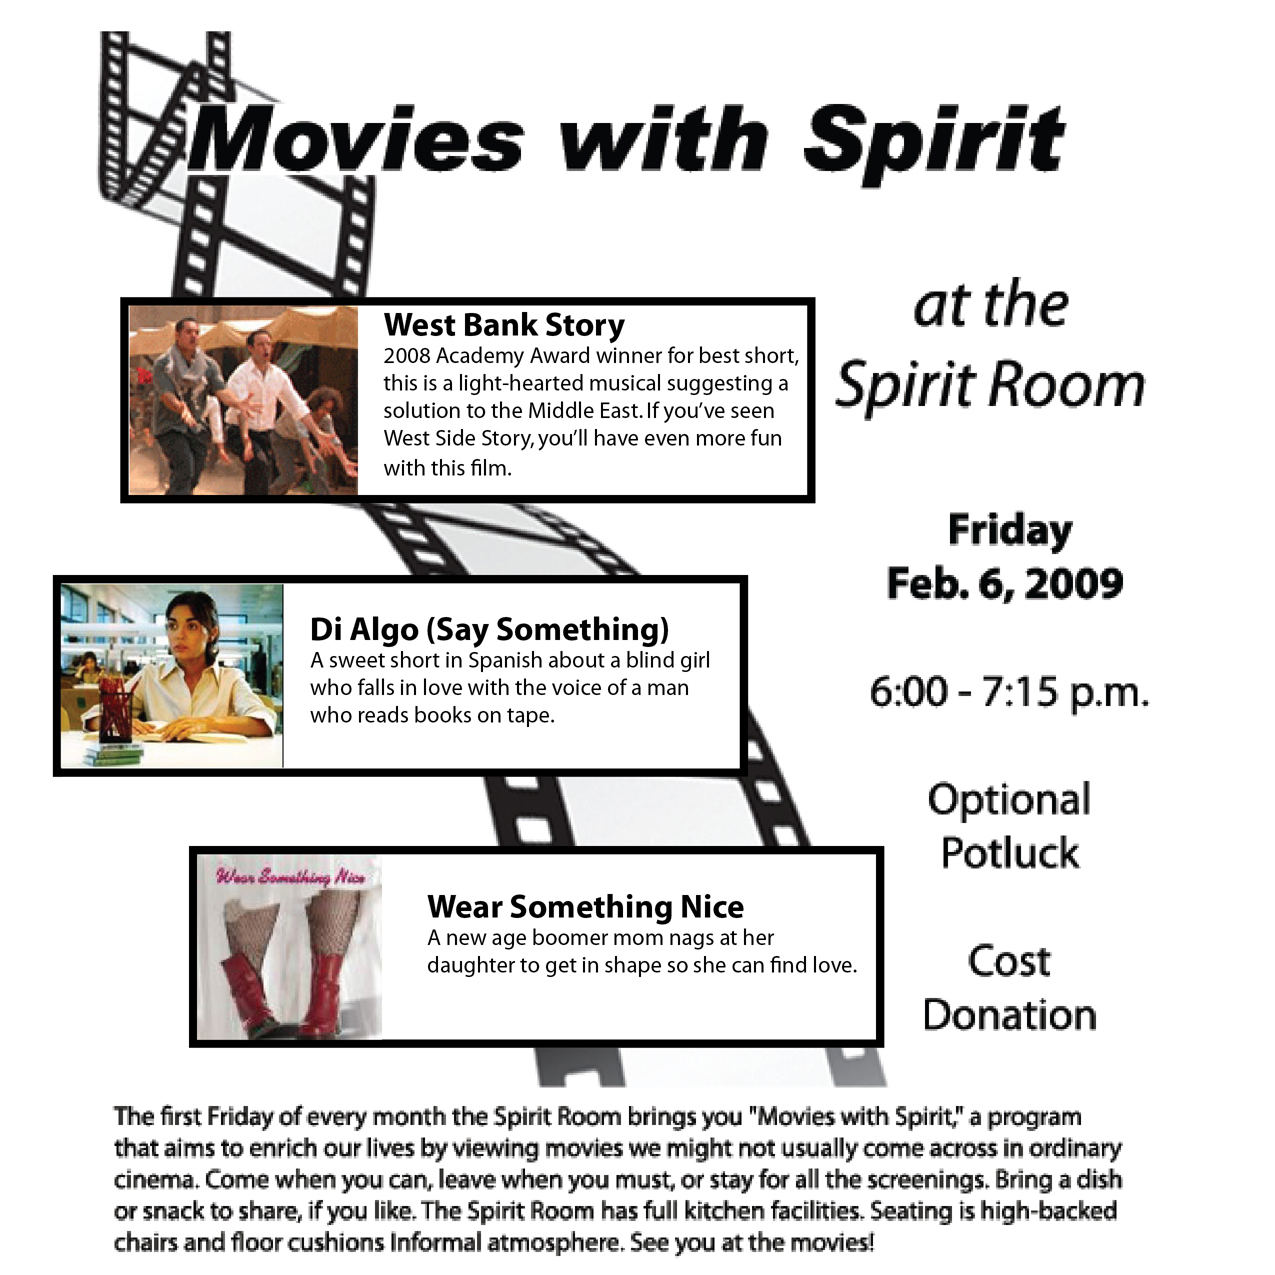 Movies with Spirit
at the
Spirit Room
West Bank Story
2008 Academy Award winner for best short,
this is a light-hearted musical suggesting a
solution to the Middle East. If you've seen
West Side Story, you'll have even more fun
with this film.
Friday
Feb. 6, 2009
Di Algo (Say Something)
A sweet short in Spanish about a blind girl
who falls in love with the voice of a man
who reads books on tape.
6:00 - 7:15 p.m.
Optional
Potluck
Wear Something Nice
Wear Something Nice
A new age boomer mom nags at her
daughter to get in shape so she can find love.
Cost
Donation
The first Friday of every month the Spirit Room brings you "Movies with Spirit," a program
that aims to enrich our lives by viewing movies we might not usually come across in ordinary
cinema. Come when you can, leave when you must, or stay for all the screenings. Bring a dish
or snack to share, if you like. The Spirit Room has full kitchen facilities. Seating is high-backed
chairs and floor cushions Informal atmosphere. See you at the movies!